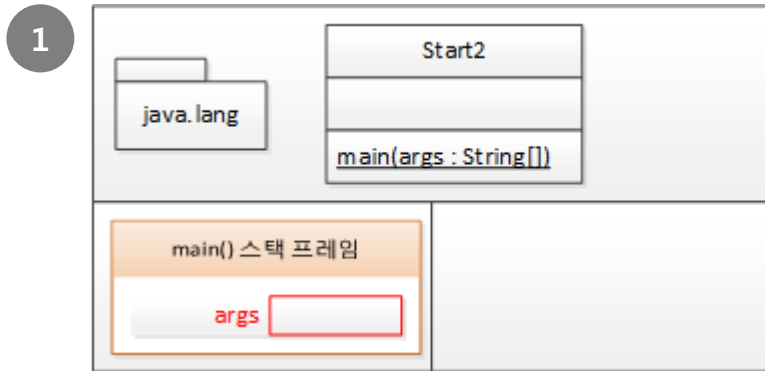 1
Start2
java.lang
main(args : String[])
main() 스택 프레임
args